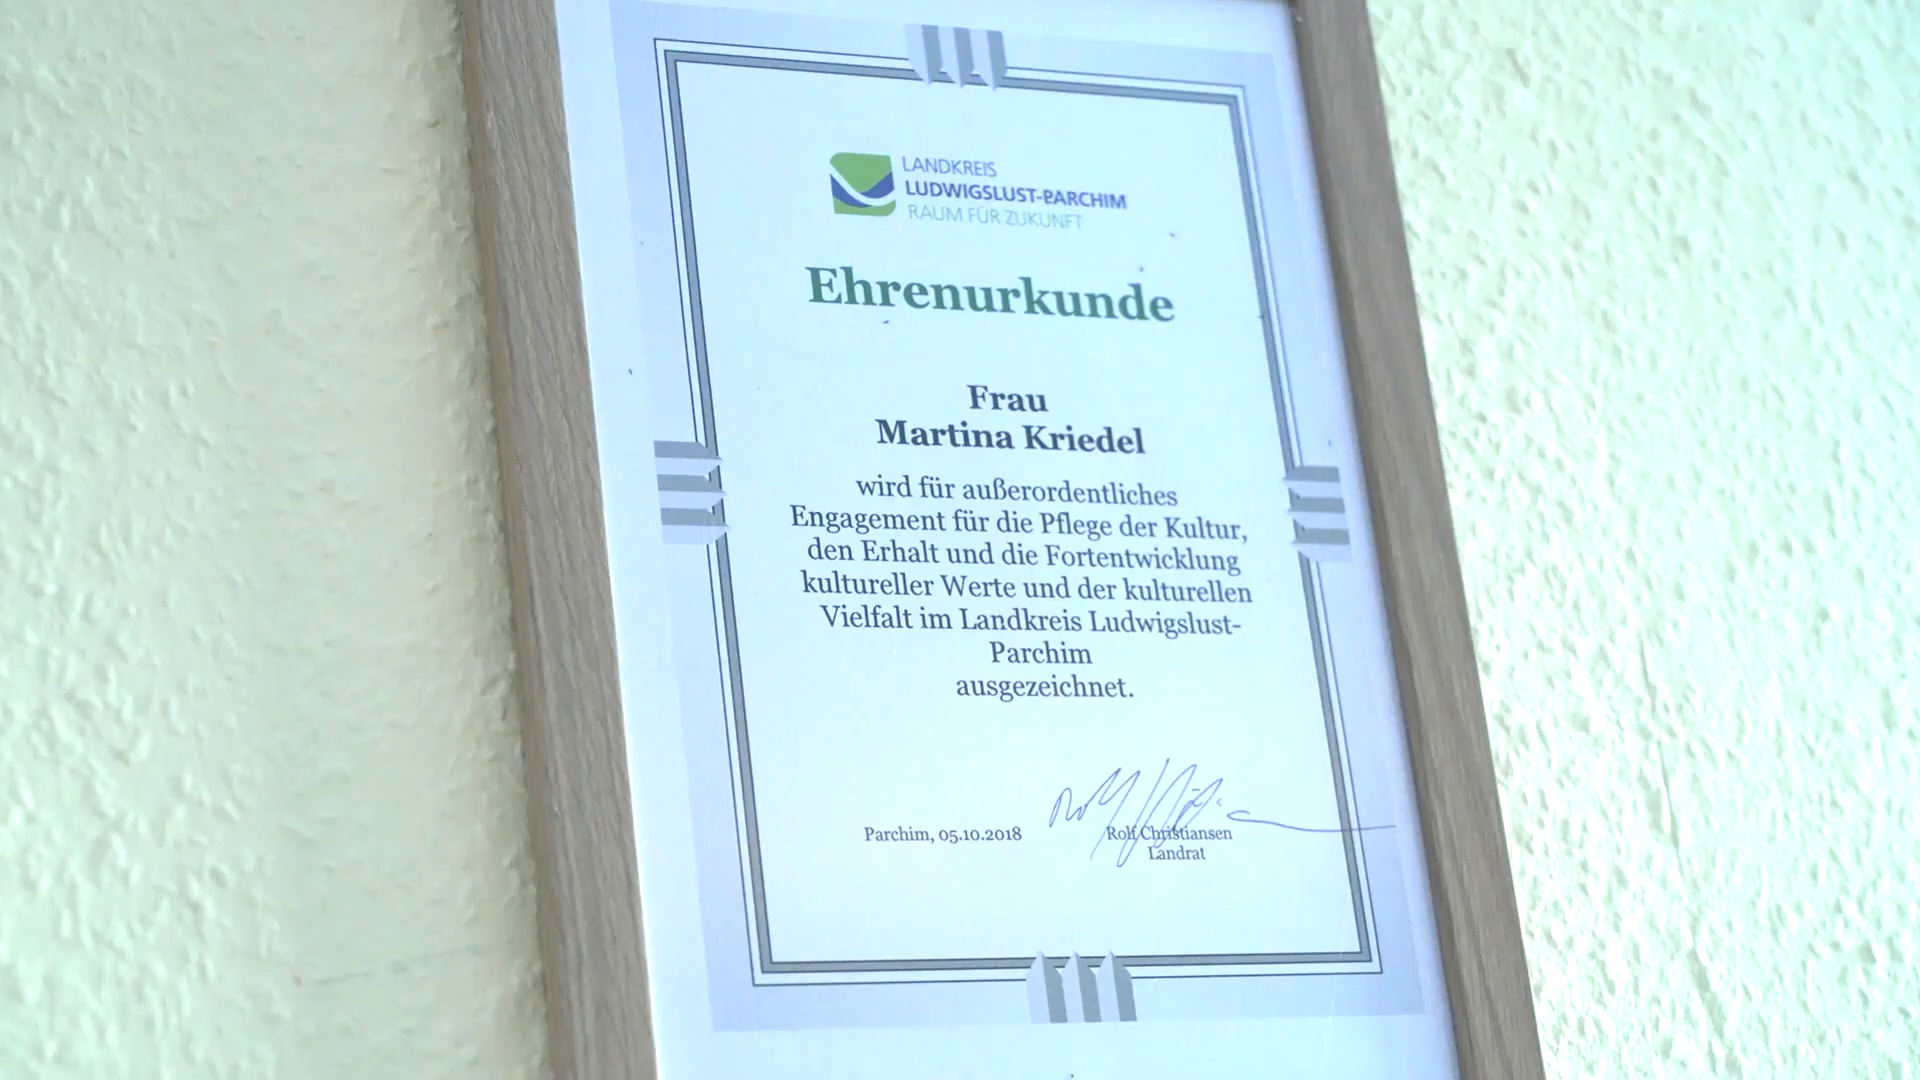 LANDKREIS
LUDWIGSLUST-PARCHIM
RAUM FÜR ZUKUNFT
Ehrenurkunde
Frau
Martina Kriedel
wird für außerordentliches
Engagement für die Pflege der Kultur,
den Erhalt und die Fortentwicklung
kultureller Werte und der kulturellen
Vielfalt im Landkreis Ludwigslust-
Parchim
ausgezeichnet.
Parchim, 05.10.2018
Rolf Christiansen
Landrat